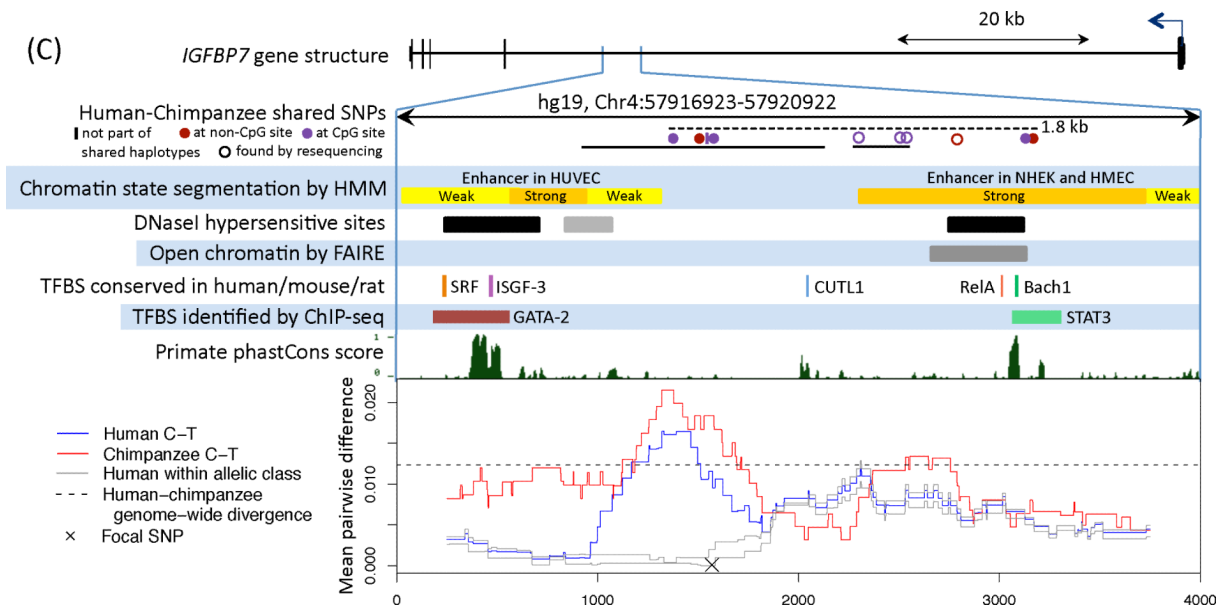 (C)
IGFBP7 gene structure
20 kb
Human-Chimpanzee shared SNPs
hg19, Chr4:57916923-57920922
not part of shared haplotypes
at non-CpG site
at CpG site
found by resequencing
1.8 kb
Chromatin state segmentation by HMM
Enhancer in HUVEC
Enhancer in NHEK and HMEC
Weak Strong Weak Strong Weak
DNaseI hypersensitive sites
Open chromatin by FAIRE
TFBS conserved in human/mouse/rat
SRF ISGF-3 CUTL1 RelA Bach1
TFBS identified by ChIP-seq
GATA-2 STAT3
Primate phastCons score
1
0
Human C-T
Chimpanzee C-T
Human within allelic class
Human-chimpanzee
genome-wide divergence
Focal SNP
Mean pairwise difference
0.020
0.010
0.000
0 1000 2000 3000 4000